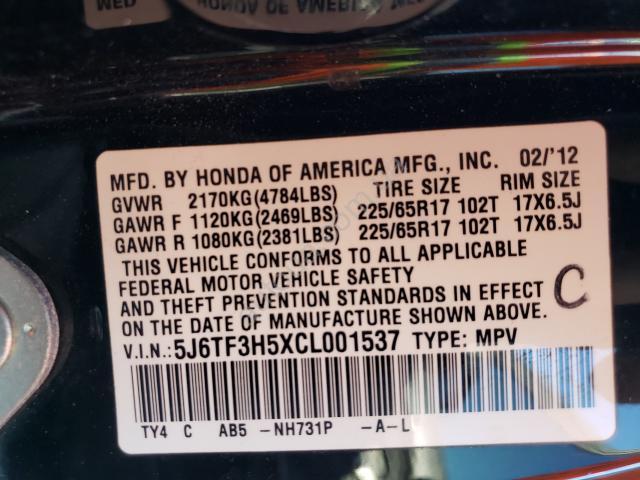 MFD. BY HONDA OF AMERICA MFG., INC. 02/'12
GVWR 2170KG(4784LBS) TIRE SIZE RIM SIZE
GAWR F 1120KG(2469LBS) 225/65R17 102T 17X6.5J
GAWR R 1080KG(2381LBS) 225/65R17 102T 17X6.5J
THIS VEHICLE CONFORMS TO ALL APPLICABLE
FEDERAL MOTOR VEHICLE SAFETY
AND THEFT PREVENTION STANDARDS IN EFFECT
ON THE DATE OF MANUFACTURE SHOWN ABOVE.
C
V.I.N.:5J6TF3H5XCL001537 TYPE: MPV
TY4 C AB5 -NH731P -A-L